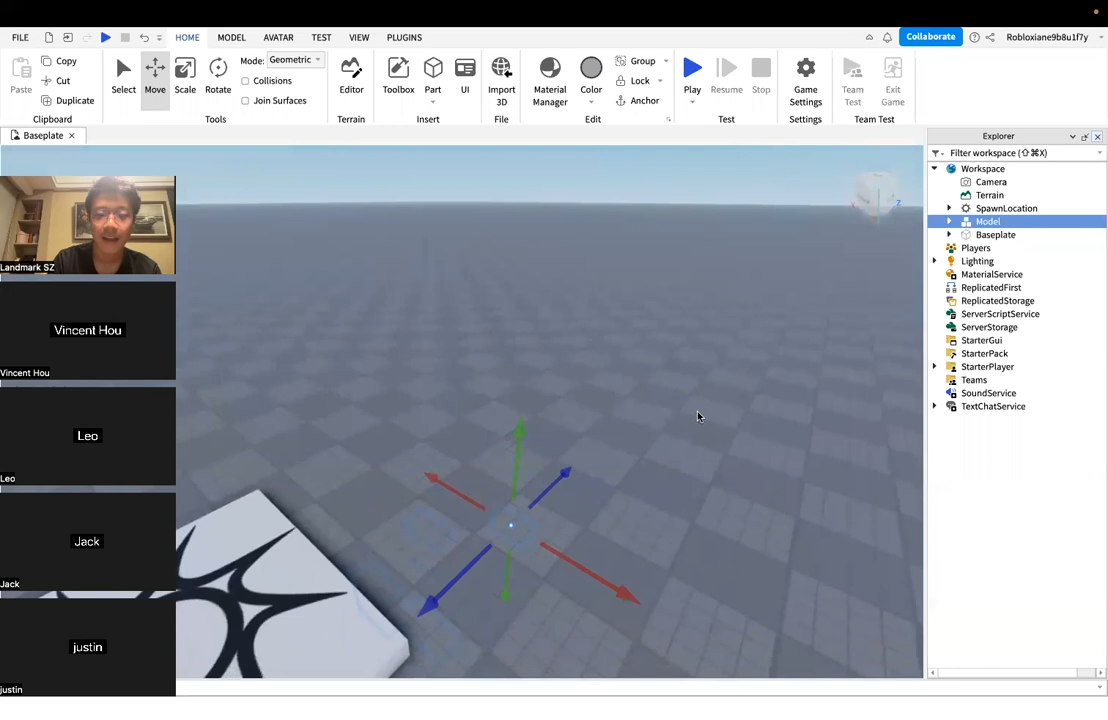 FILE
HOME
MODEL
AVATAR
TEST
VIEW
PLUGINS
Collaborate
Robloxiane9b8u1f7y
Paste
Copy
Cut
Duplicate
Clipboard
Select
Move
Scale
Rotate
Mode: Geometric
Collisions
Join Surfaces
Tools
Editor
Terrain
Toolbox
Part
UI
Insert
Import
3D
File
Material
Manager
Color
Group
Lock
Anchor
Edit
Play
Resume
Stop
Test
Game
Settings
Settings
Team
Test
Exit
Game
Team Test
Baseplate
Explorer
Filter workspace (⇧⌘X)
Workspace
Camera
Terrain
SpawnLocation
Model
Baseplate
Players
Lighting
MaterialService
ReplicatedFirst
ReplicatedStorage
ServerScriptService
ServerStorage
StarterGui
StarterPack
StarterPlayer
Teams
SoundService
TextChatService
X
Z
Landmark SZ
Vincent Hou
Vincent Hou
Leo
Leo
Jack
Jack
justin
justin